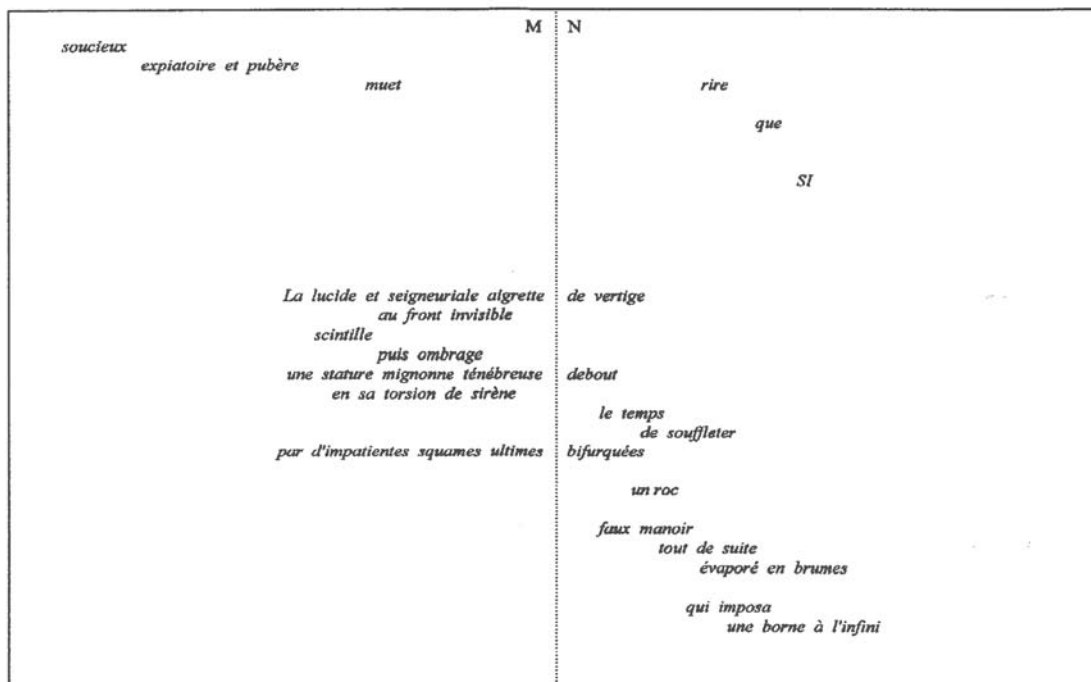 M N
soucieux
expiatoire et pubère
muet rire
que
SI
La lucide et seigneuriale aigrette de vertige
au front invisible
scintille
puis ombrage
une stature mignonne ténébreuse debout
en sa torsion de sirène
le temps
de souffleter
par d'impatientes squames ultimes bifurquées
un roc
faux manoir
tout de suite
évaporé en brumes
qui imposa
une borne à l'infini